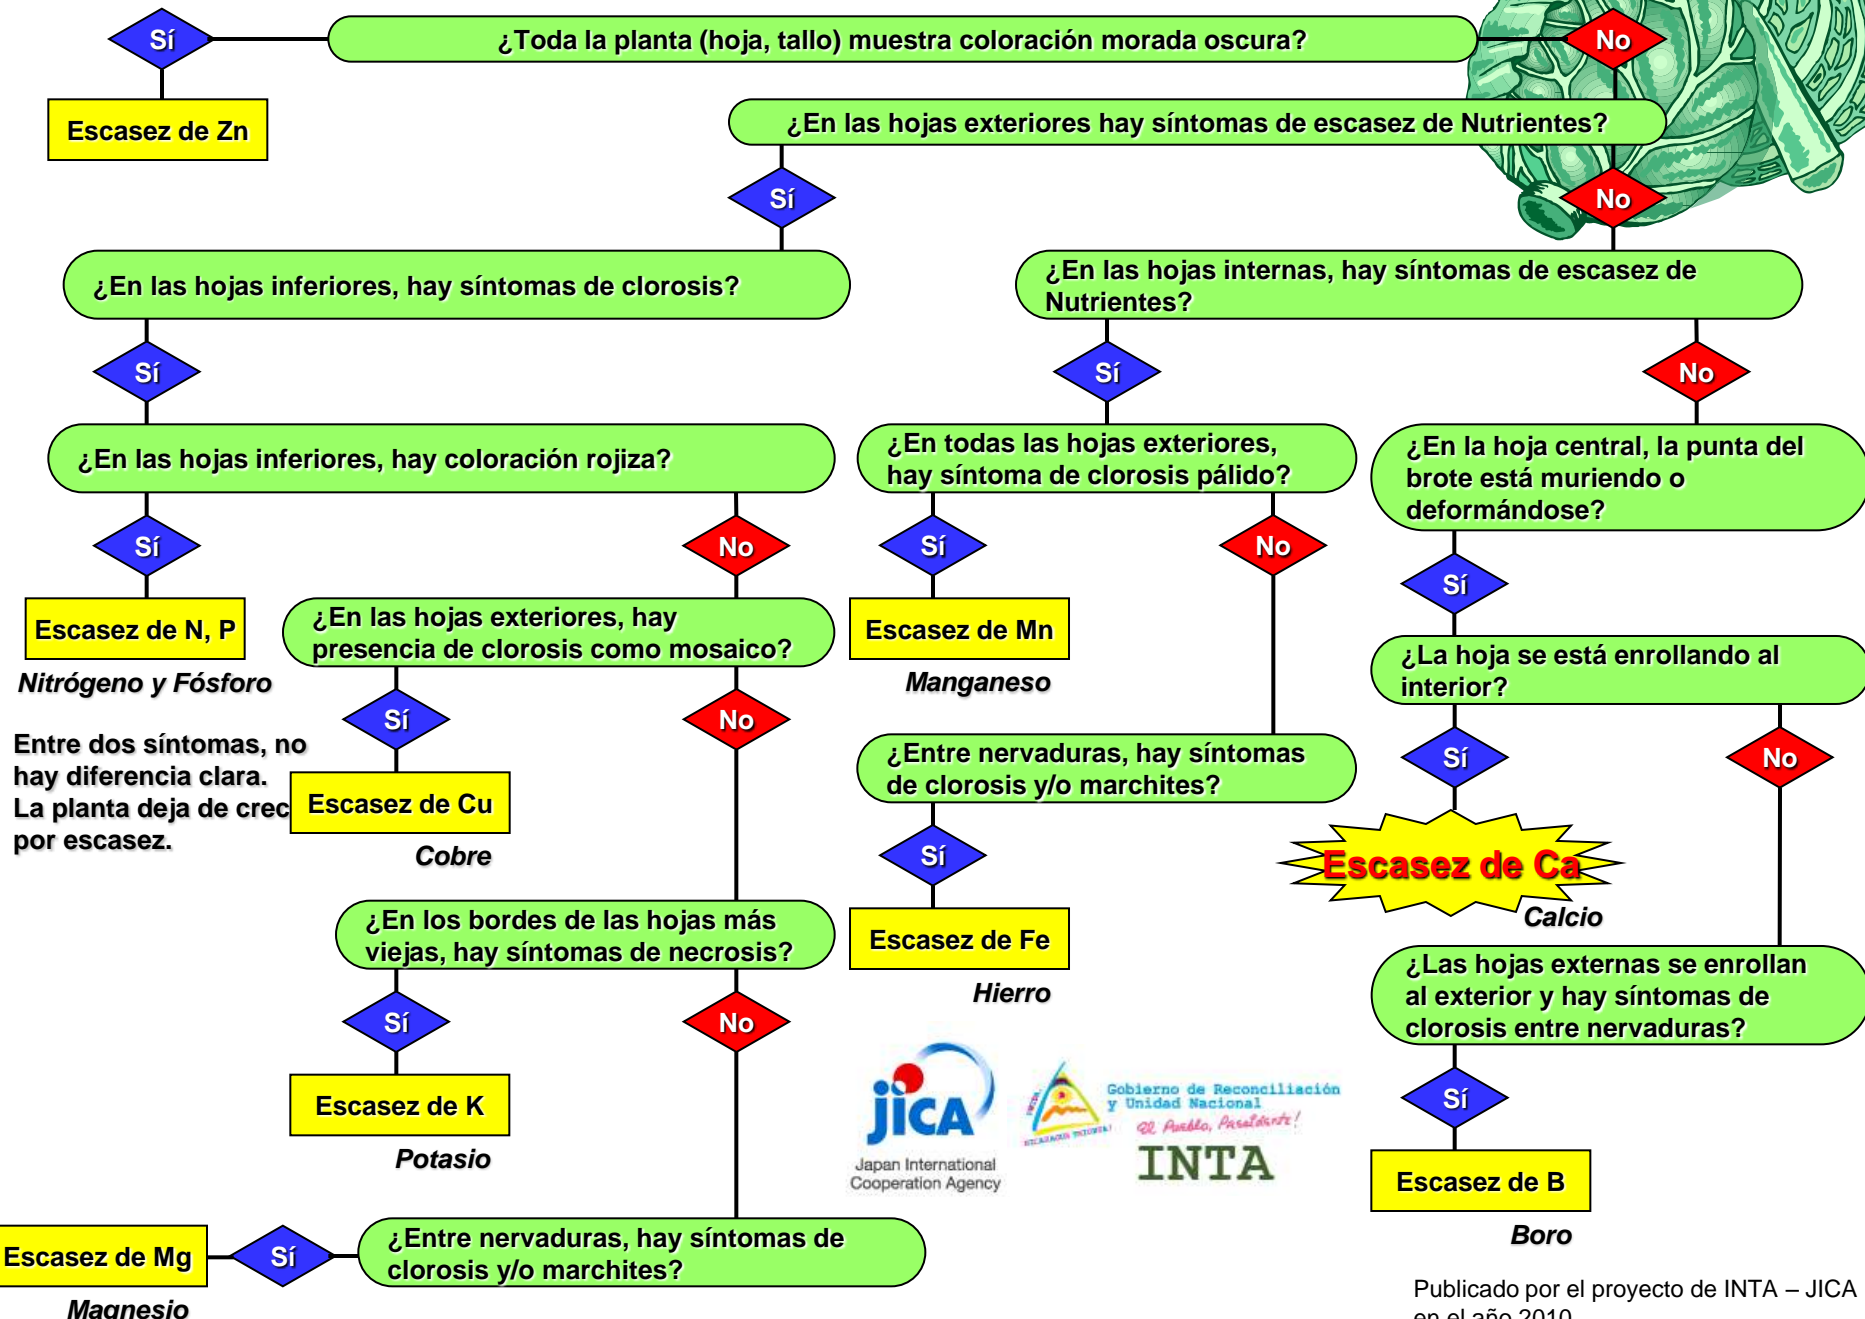 Sí
¿Toda la planta (hoja, tallo) muestra coloración morada oscura?
No
Escasez de Zn
¿En las hojas exteriores hay síntomas de escasez de Nutrientes?
Sí
No
¿En las hojas inferiores, hay síntomas de clorosis?
¿En las hojas internas, hay síntomas de escasez de
Nutrientes?
Sí
Sí
No
¿En las hojas inferiores, hay coloración rojiza?
¿En todas las hojas exteriores,
hay síntoma de clorosis pálido?
¿En la hoja central, la punta del
brote está muriendo o
deformándose?
Sí
No
Sí
No
Sí
Escasez de N, P
Nitrógeno y Fósforo
¿En las hojas exteriores, hay
presencia de clorosis como mosaico?
Escasez de Mn
Manganeso
¿La hoja se está enrollando al
interior?
Sí
No
Entre dos síntomas, no
hay diferencia clara.
La planta deja de crec
por escasez.
Escasez de Cu
Cobre
¿Entre nervaduras, hay síntomas
de clorosis y/o marchites?
Sí
No
Sí
Escasez de Ca
Calcio
¿En los bordes de las hojas más
viejas, hay síntomas de necrosis?
Escasez de Fe
Hierro
¿Las hojas externas se enrollan
al exterior y hay síntomas de
clorosis entre nervaduras?
Sí
No
Sí
Escasez de K
Potasio
jica
Japan International
Cooperation Agency
Gobierno de Reconciliación
y Unidad Nacional
El Pueblo, Presidente!
INTA
Escasez de B
Boro
Escasez de Mg
Sí
¿Entre nervaduras, hay síntomas de
clorosis y/o marchites?
Magnesio
Publicado por el proyecto de INTA – JICA
en el año 2010